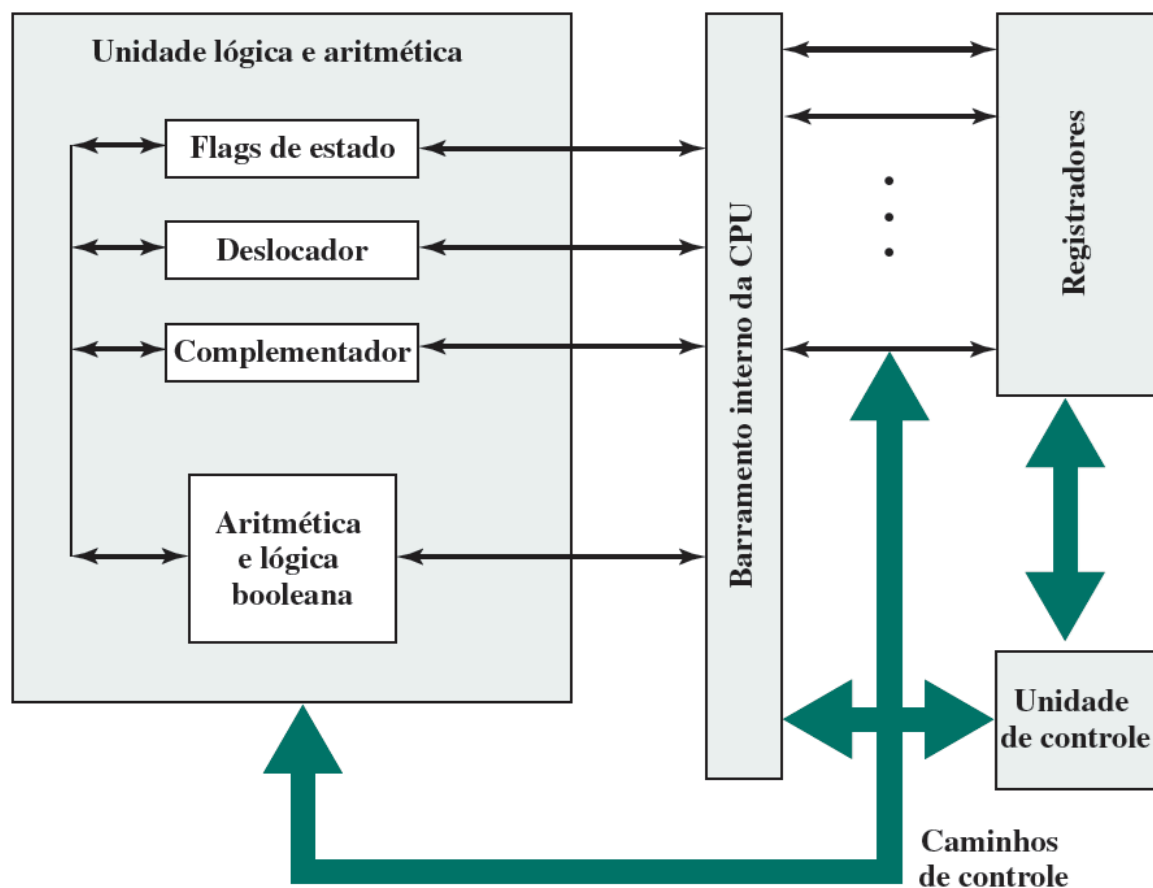 Unidade lógica e aritmética
Flags de estado
Deslocador
Complementador
Aritmética
e lógica
booleana
Barramento interno da CPU
Registradores
Unidade
de controle
Caminhos
de controle